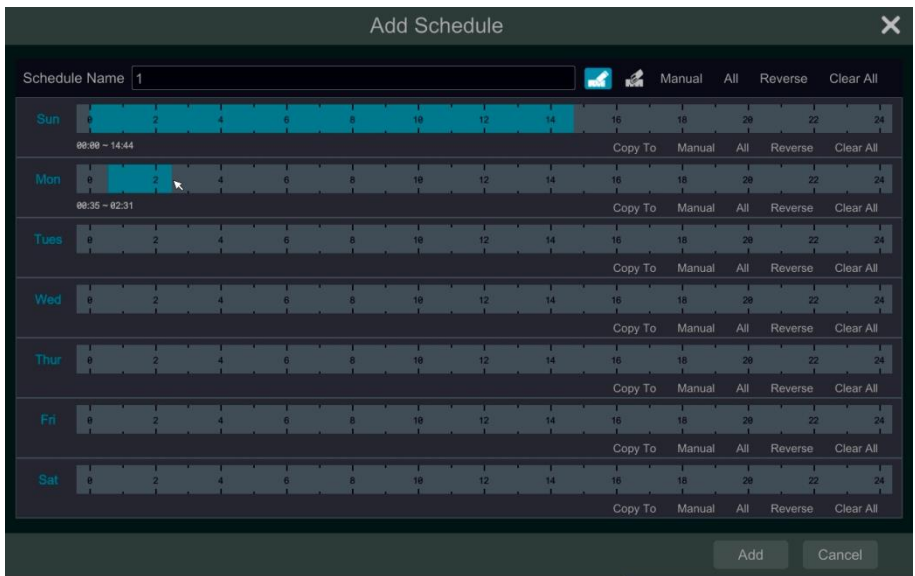 Add Schedule
Schedule Name 1 Manual All Reverse Clear All
Sun 0 2 4 6 8 10 12 14 16 18 20 22 24
00:00 ~ 14:44 Copy To Manual All Reverse Clear All
Mon 0 2 4 6 8 10 12 14 16 18 20 22 24
00:35 ~ 02:31 Copy To Manual All Reverse Clear All
Tues 0 2 4 6 8 10 12 14 16 18 20 22 24
Copy To Manual All Reverse Clear All
Wed 0 2 4 6 8 10 12 14 16 18 20 22 24
Copy To Manual All Reverse Clear All
Thur 0 2 4 6 8 10 12 14 16 18 20 22 24
Copy To Manual All Reverse Clear All
Fri 0 2 4 6 8 10 12 14 16 18 20 22 24
Copy To Manual All Reverse Clear All
Sat 0 2 4 6 8 10 12 14 16 18 20 22 24
Copy To Manual All Reverse Clear All
Add Cancel